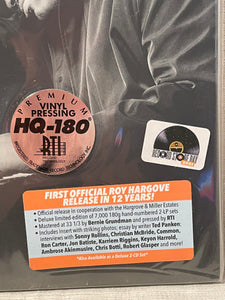 PREMIUM
VINYL
PRESSING
HQ-180
RTI
RECORD STORE DAY
FIRST OFFICIAL ROY HARGROVE
RELEASE IN 12 YEARS!
• Official release in cooperation with the Hargrove & Miller Estates
• Deluxe limited edition of 7,000 180g hand numbered 2-LP sets
• Mastered at 33 1/3 by Bernie Grundman and pressed by RTI
• Includes insert with striking photos; essay by writer Ted Panken,
interviews with Sonny Rollins, Christian McBride, Common,
Ron Carter, Jon Batiste, Karriem Riggins, Keyon Harrold,
Ambrose Akinmusire, Chris Botti, Robert Glasper and more!
*Also Available as a Deluxe 2-CD Set*